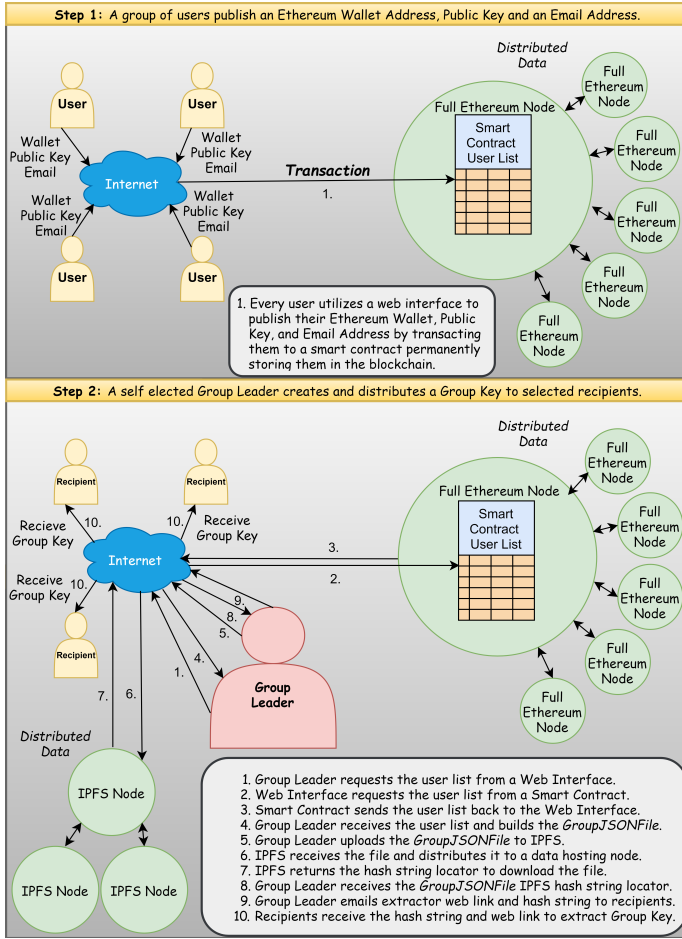 Step 1: A group of users publish an Ethereum Wallet Address, Public Key and an Email Address.
Distributed
Data
User
User
Wallet
Public Key
Email
Wallet
Public Key
Email
Internet
Wallet
Public Key
Email
Wallet
Public Key
Email
User
User
Transaction
1.
Full Ethereum Node
Smart
Contract
User List
Full
Ethereum
Node
Full
Ethereum
Node
Full
Ethereum
Node
Full
Ethereum
Node
Full
Ethereum
Node
1. Every user utilizes a web interface to
publish their Ethereum Wallet, Public
Key, and Email Address by transacting
them to a smart contract permanently
storing them in the blockchain.
Step 2: A self elected Group Leader creates and distributes a Group Key to selected recipients.
Distributed
Data
Recipient
Recipient
10.
Recieve
Group Key
10.
Receive
Group Key
Internet
Receive
Group Key
10.
Recipient
3.
2.
Full Ethereum Node
Smart
Contract
User List
Full
Ethereum
Node
Full
Ethereum
Node
Full
Ethereum
Node
Full
Ethereum
Node
Full
Ethereum
Node
9.
8.
5.
4.
1.
Group
Leader
7.
6.
Distributed
Data
IPFS Node
IPFS Node
IPFS Node
1. Group Leader requests the user list from a Web Interface.
2. Web Interface requests the user list from a Smart Contract.
3. Smart Contract sends the user list back to the Web Interface.
4. Group Leader receives the user list and builds the GroupJSONFile.
5. Group Leader uploads the GroupJSONFile to IPFS.
6. IPFS receives the file and distributes it to a data hosting node.
7. IPFS returns the hash string locator to download the file.
8. Group Leader receives the GroupJSONFile IPFS hash string locator.
9. Group Leader emails extractor web link and hash string to recipients.
10. Recipients receive the hash string and web link to extract Group Key.